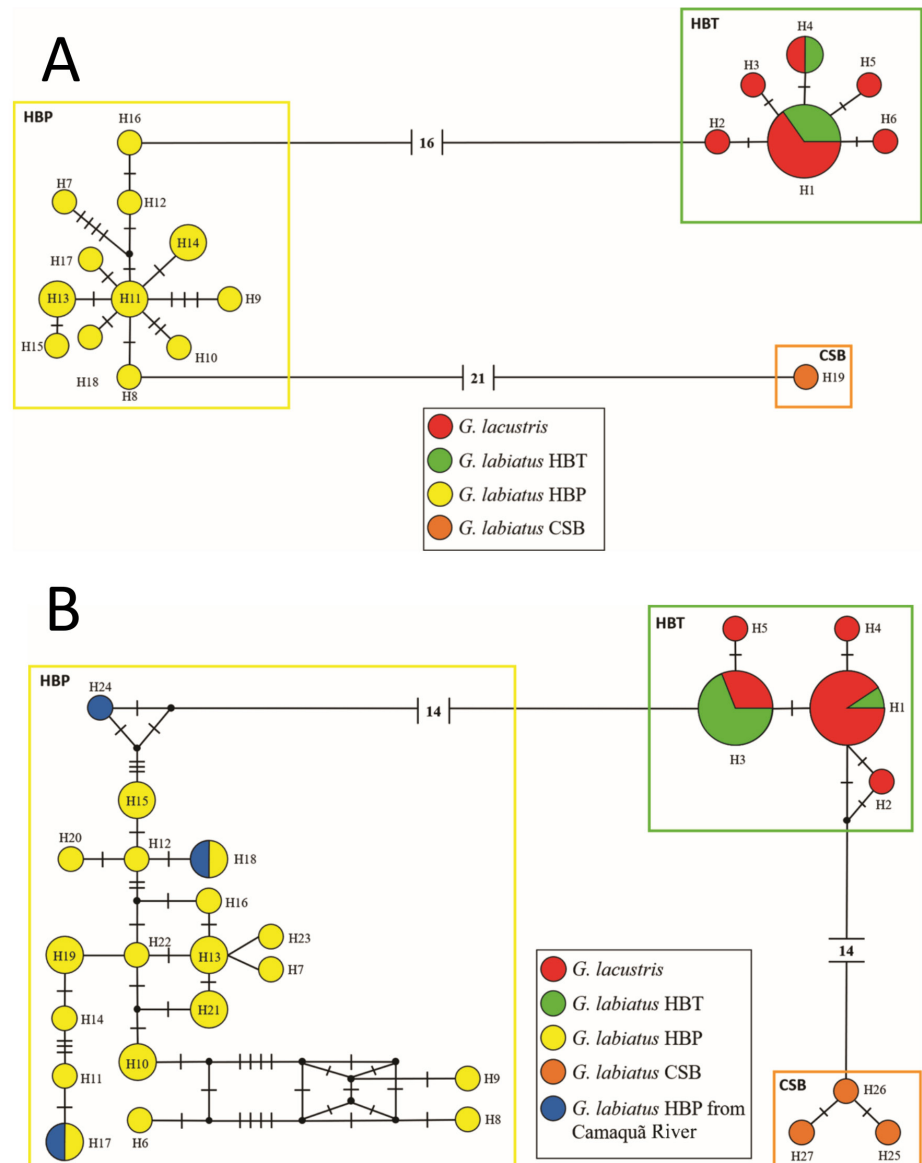 A
HBT
H4
H3
H5
H2
H6
H1
HBP
H16
16
H7
H12
H14
H17
H13
H11
H9
H15
H10
H18
H8
21
CSB
H19
G. lacustris
G. labiatus HBT
G. labiatus HBP
G. labiatus CSB
B
HBT
H5
H4
H1
H3
H2
HBP
H24
14
H15
H20
H12
H18
H16
H23
H19
H22
H13
H7
H21
H14
H10
H11
H9
H17
H6
H8
14
G. lacustris
G. labiatus HBT
G. labiatus HBP
G. labiatus CSB
G. labiatus HBP from
Camaquã River
CSB
H26
H27
H25